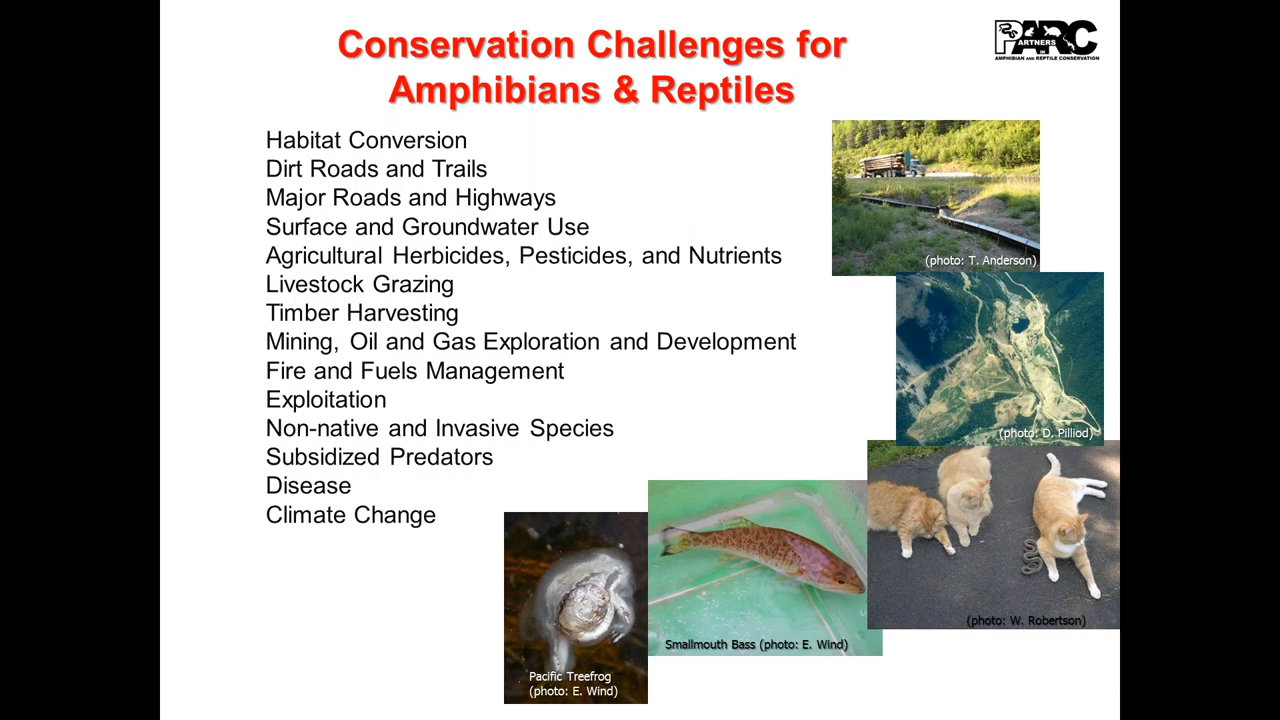 Conservation Challenges for
Amphibians & Reptiles
PARC
PARTNERS
IN
AMPHIBIAN AND REPTILE CONSERVATION
Habitat Conversion
Dirt Roads and Trails
Major Roads and Highways
Surface and Groundwater Use
Agricultural Herbicides, Pesticides, and Nutrients
Livestock Grazing
Timber Harvesting
Mining, Oil and Gas Exploration and Development
Fire and Fuels Management
Exploitation
Non-native and Invasive Species
Subsidized Predators
Disease
Climate Change
(photo: T. Anderson)
(photo: D. Pilliod)
(photo: W. Robertson)
Smallmouth Bass (photo: E. Wind)
Pacific Treefrog
(photo: E. Wind)